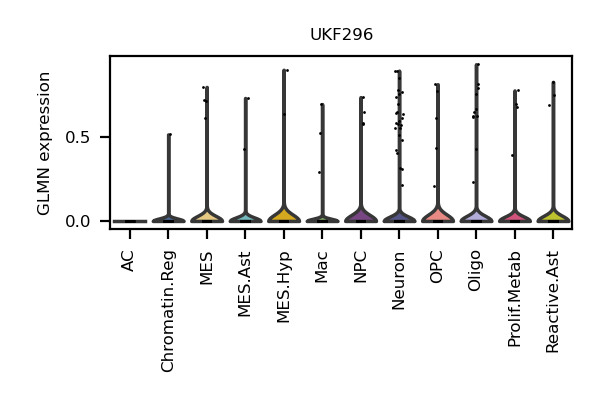 UKF296
GLMN expression
0.5
0.0
AC
Chromatin.Reg
MES
MES.Ast
MES.Hyp
Mac
NPC
Neuron
OPC
Oligo
Prolif.Metab
Reactive.Ast